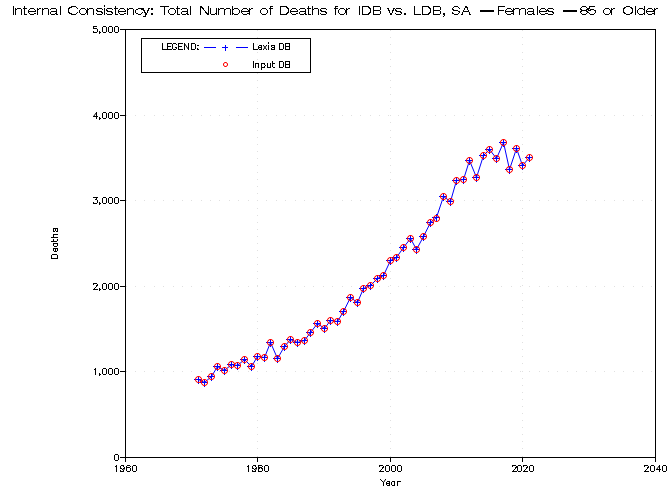 Internal Consistency: Total Number of Deaths for IDB vs. LDB, SA —Females —85 or Older
5,000
LEGEND: Lexis DB
Input DB
4,000
3,000
Deaths
2,000
1,000
0
1960 1980 2000 2020 2040
Year